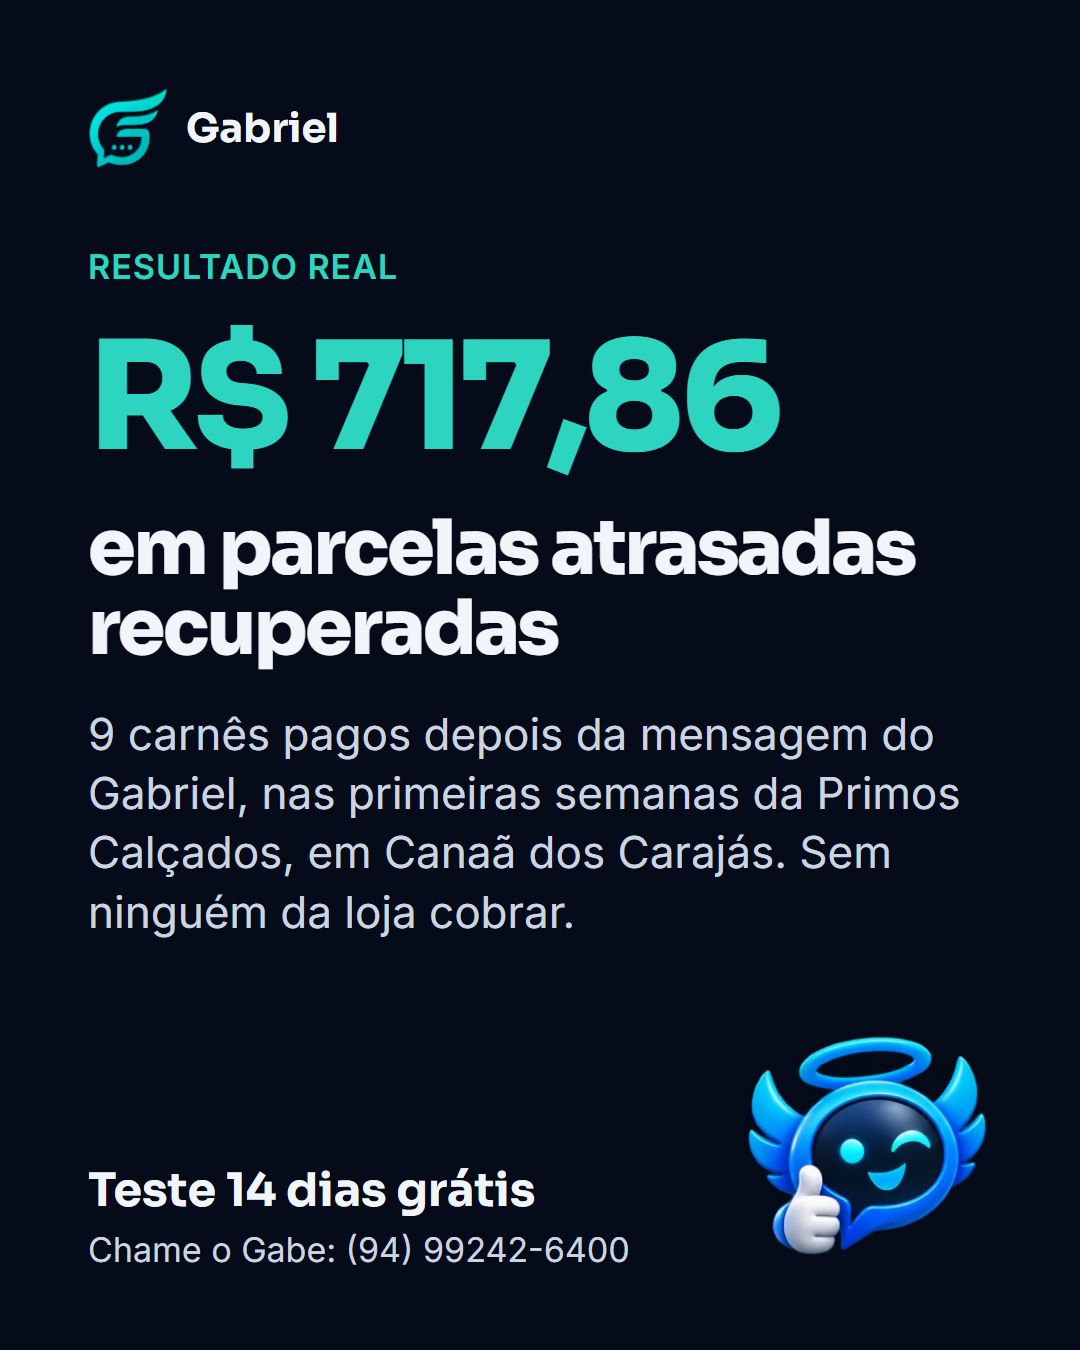 Gabriel
RESULTADO REAL
R$ 717,86
em parcelas atrasadas
recuperadas
9 carnês pagos depois da mensagem do
Gabriel, nas primeiras semanas da Primos
Calçados, em Canaã dos Carajás. Sem
ninguém da loja cobrar.
Teste 14 dias grátis
Chame o Gabe: (94) 99242-6400